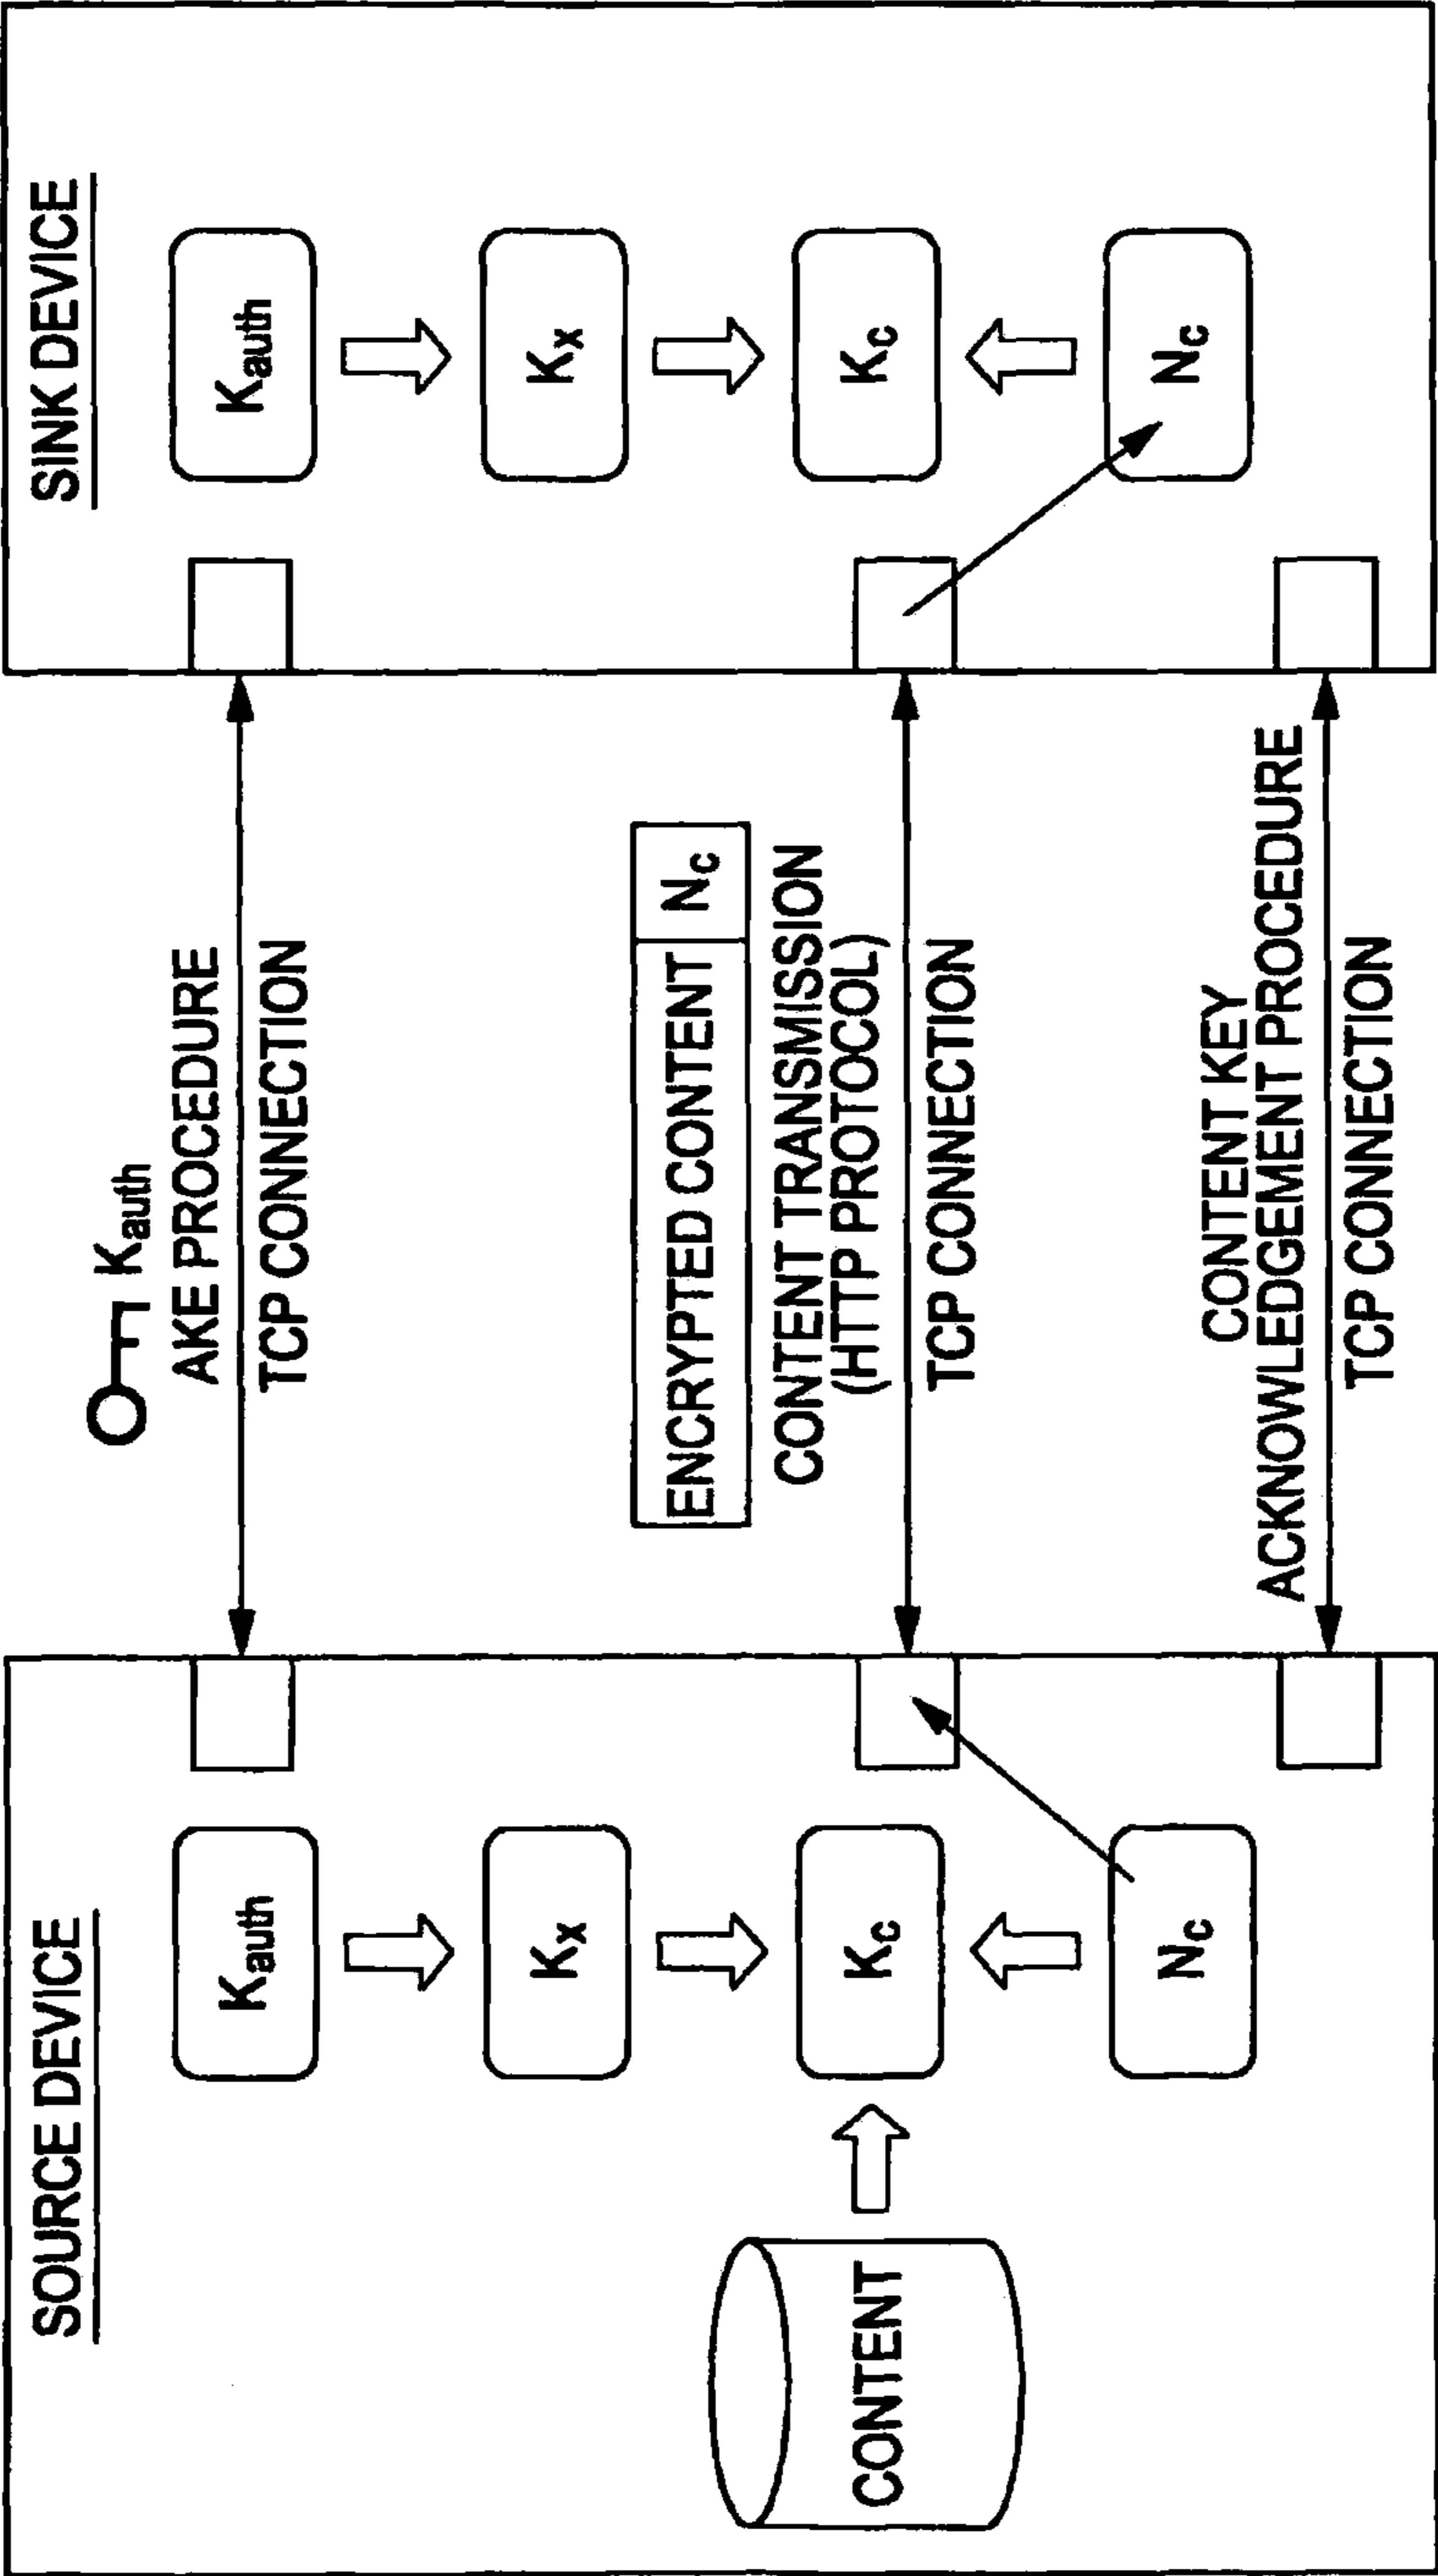 SOURCE DEVICE
Kauth
Kx
Kc
Nc
CONTENT
Kauth
AKE PROCEDURE
TCP CONNECTION
ENCRYPTED CONTENT Nc
CONTENT TRANSMISSION
(HTTP PROTOCOL)
TCP CONNECTION
CONTENT KEY
ACKNOWLEDGEMENT PROCEDURE
TCP CONNECTION
SINK DEVICE
Kauth
Kx
Kc
Nc